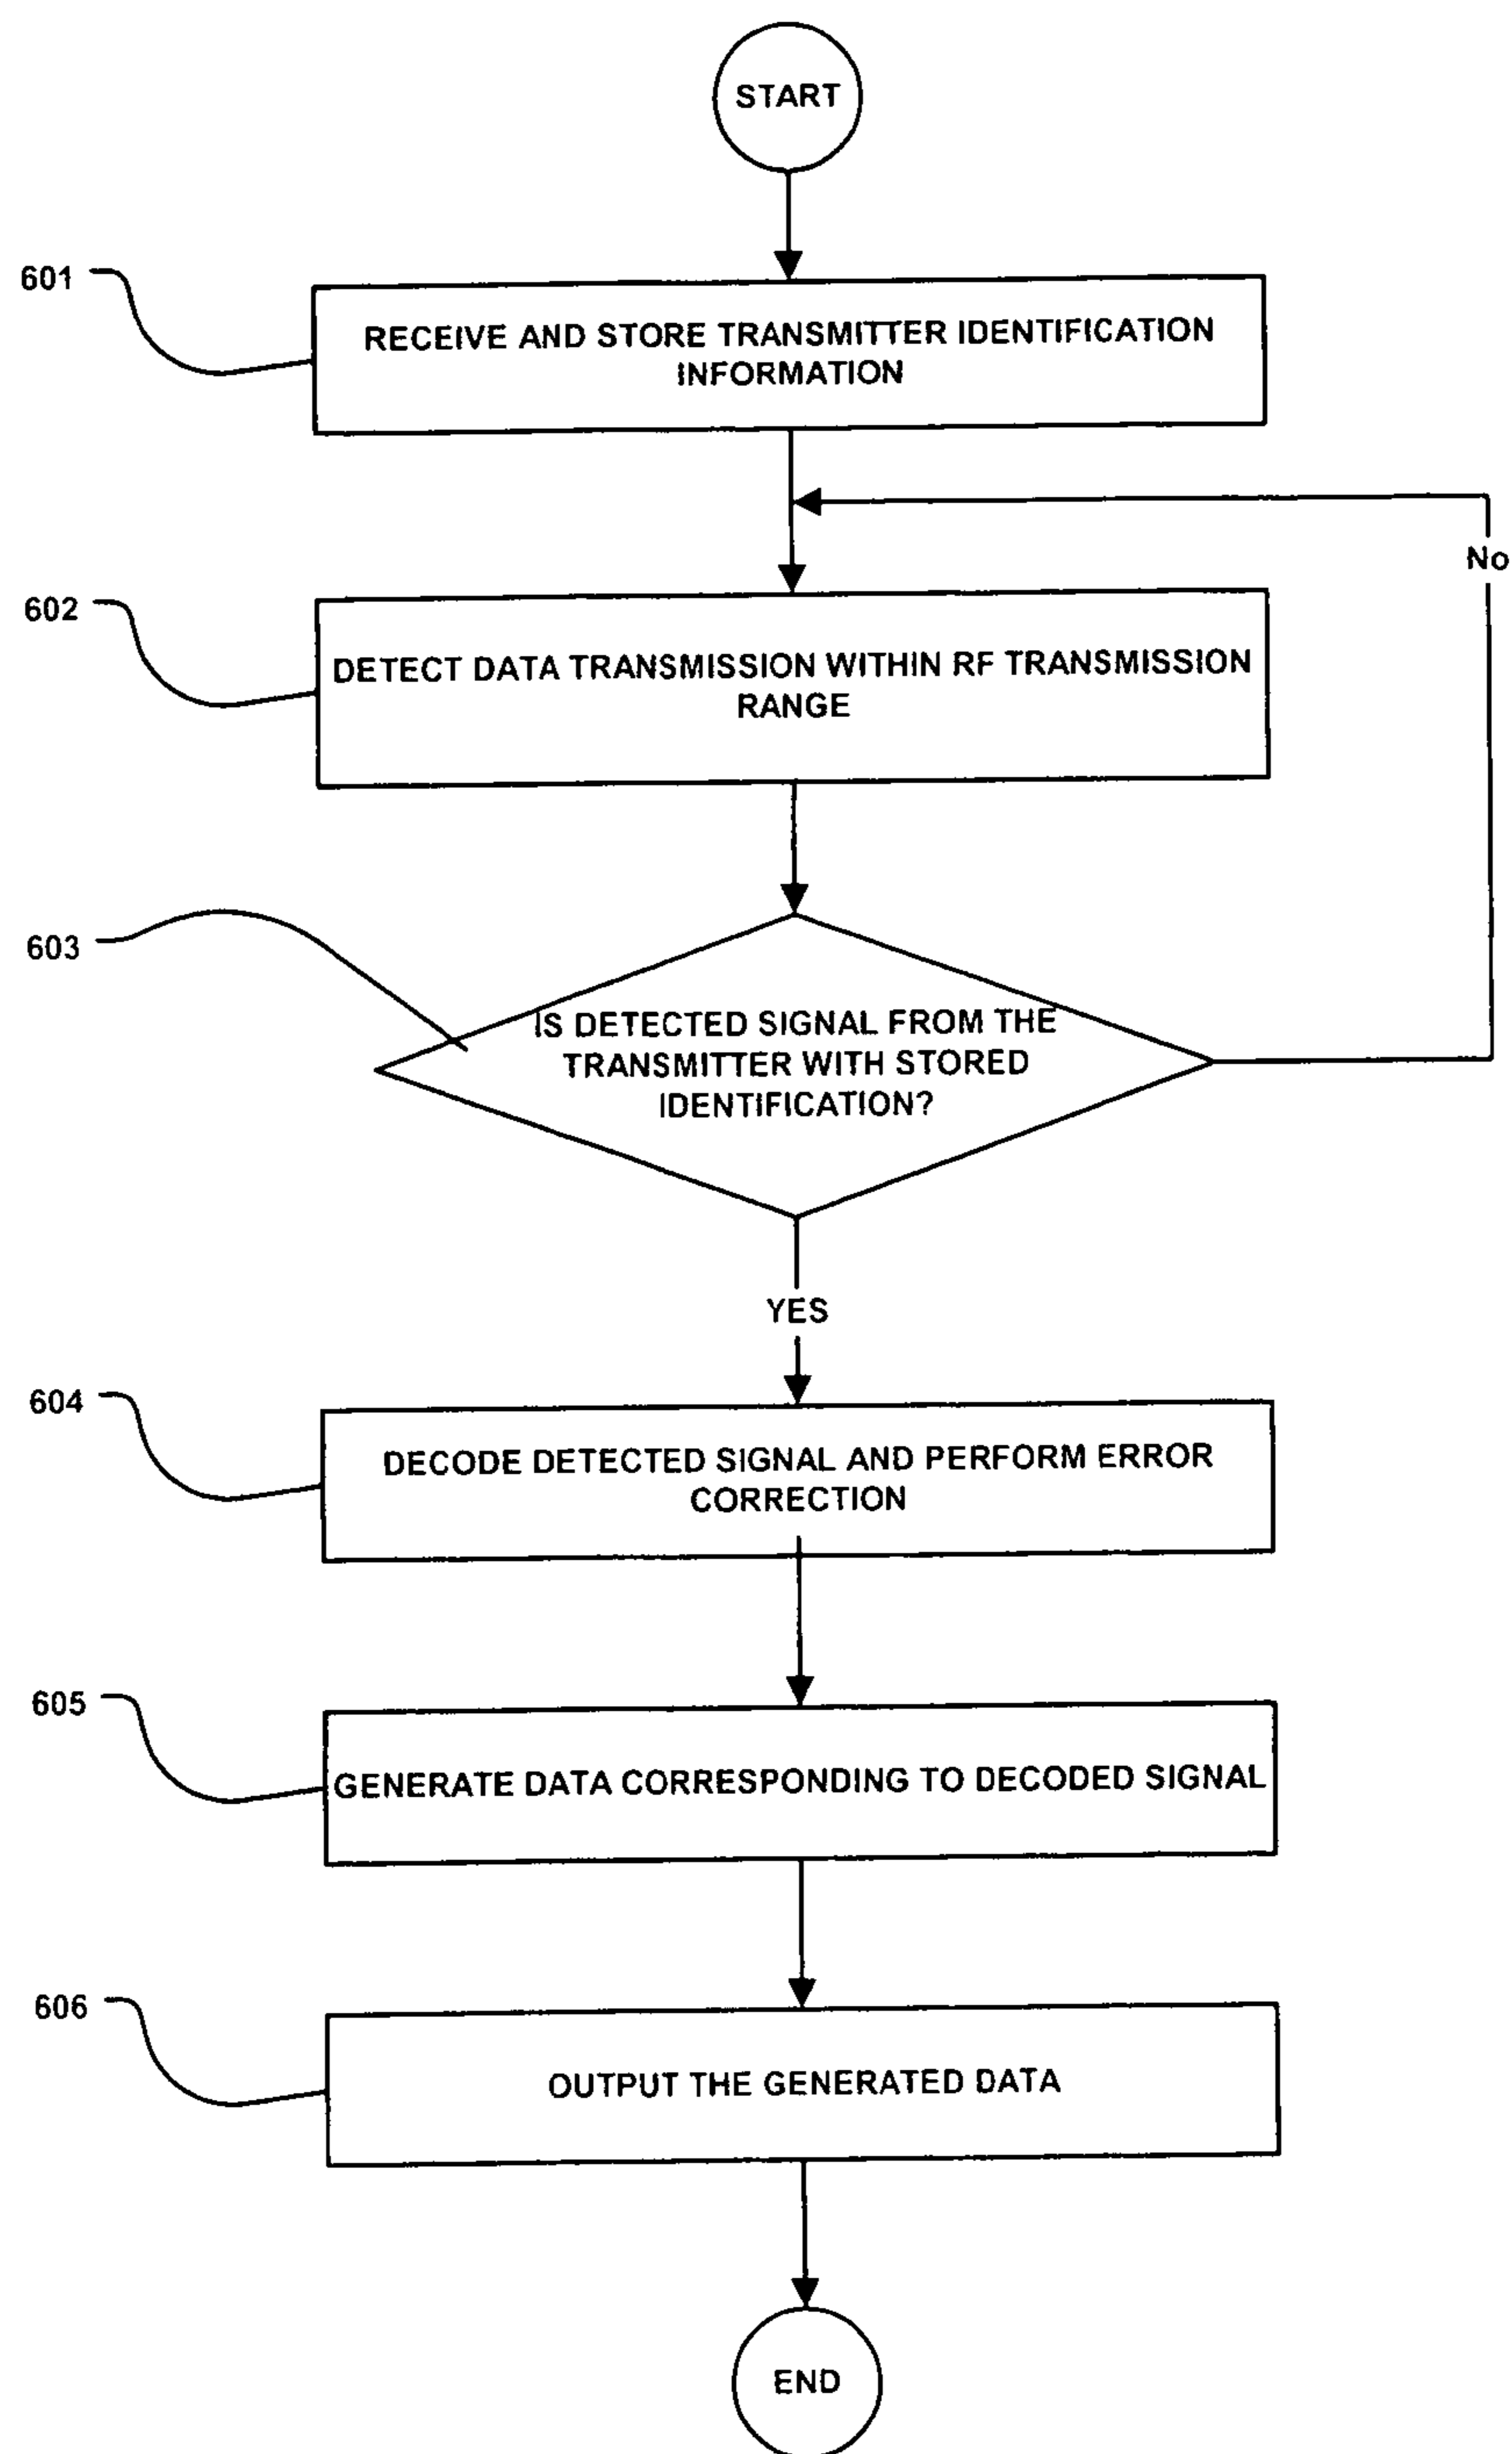 START
601
RECEIVE AND STORE TRANSMITTER IDENTIFICATION
INFORMATION
No
602
DETECT DATA TRANSMISSION WITHIN RF TRANSMISSION
RANGE
603
IS DETECTED SIGNAL FROM THE
TRANSMITTER WITH STORED
IDENTIFICATION?
YES
604
DECODE DETECTED SIGNAL AND PERFORM ERROR
CORRECTION
605
GENERATE DATA CORRESPONDING TO DECODED SIGNAL
606
OUTPUT THE GENERATED DATA
END